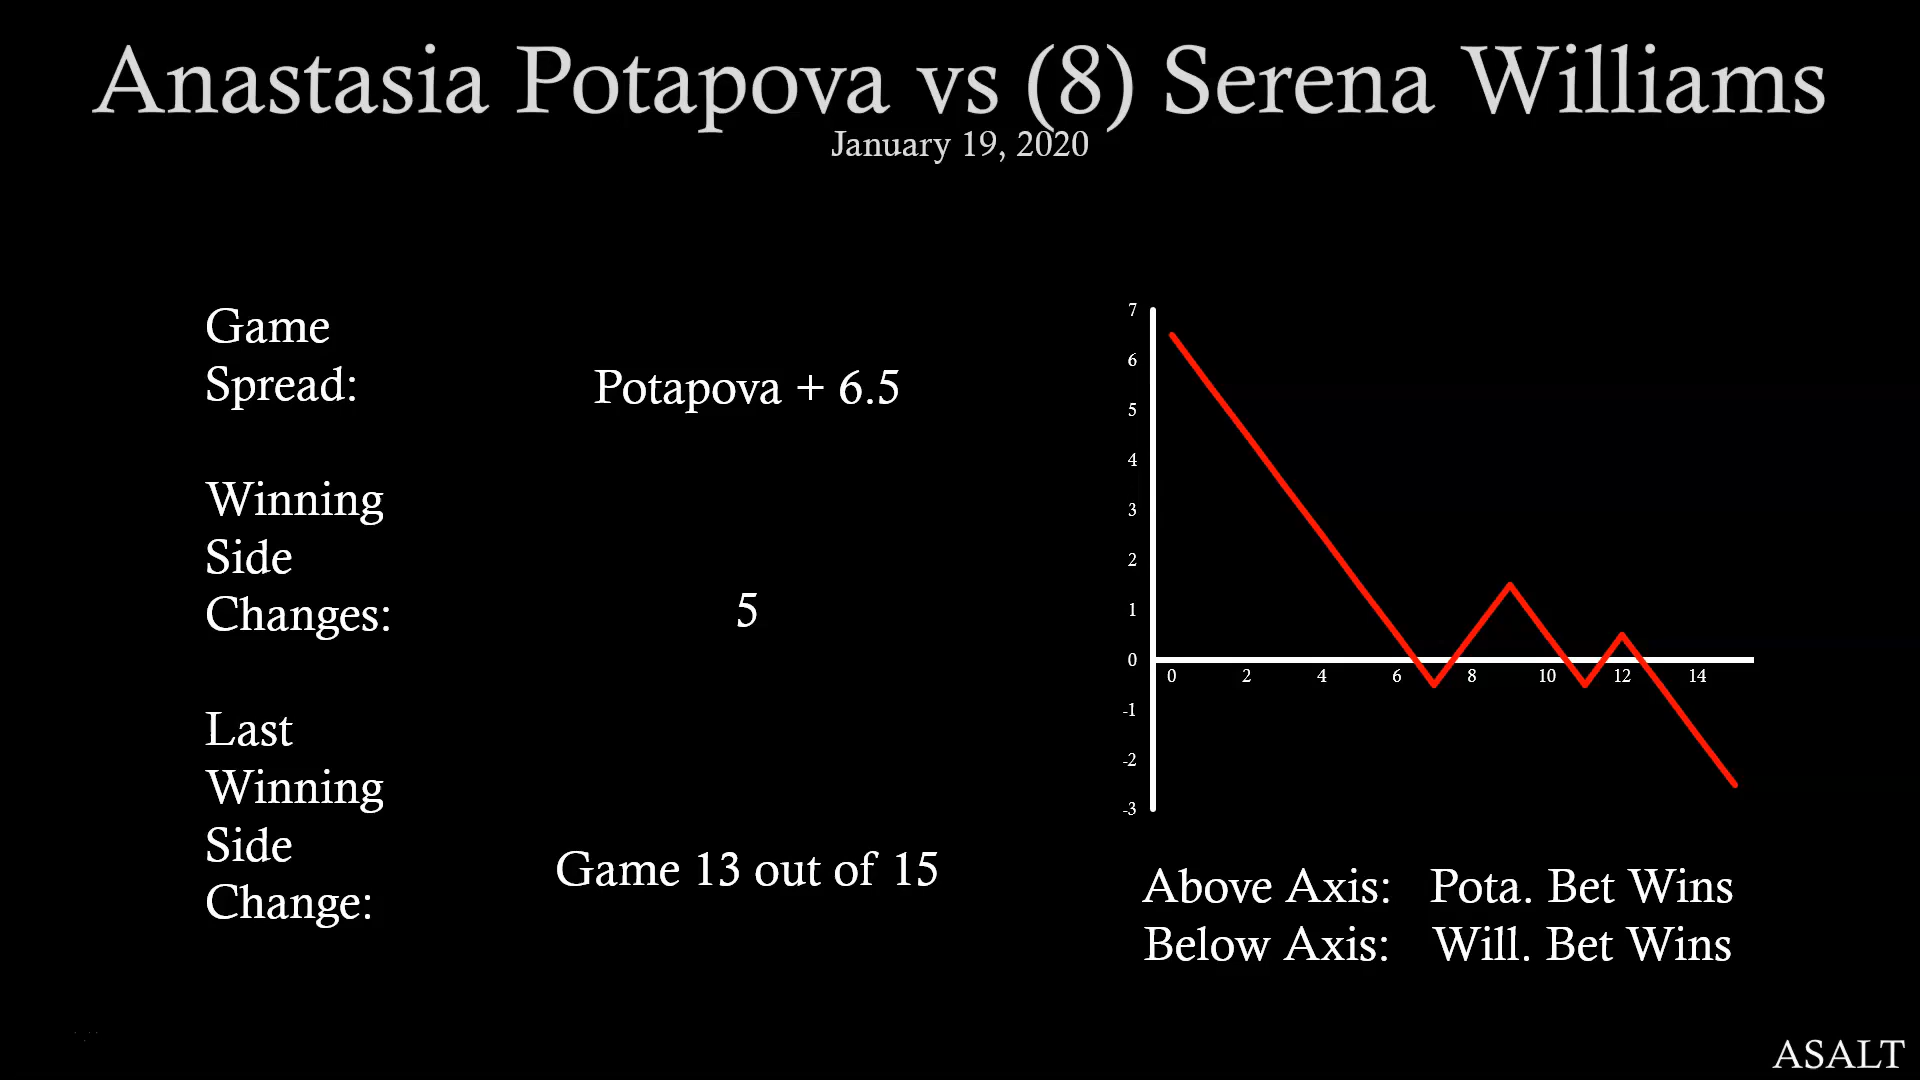 Anastasia Potapova vs (8) Serena Williams
January 19, 2020
Game
Spread:
Potapova + 6.5
Winning
Side
Changes:
5
Last
Winning
Side
Change:
Game 13 out of 15
7
6
5
4
3
2
1
0
-1
-2
-3
0 2 4 6 8 10 12 14
Above Axis: Pota. Bet Wins
Below Axis: Will. Bet Wins
ASALT